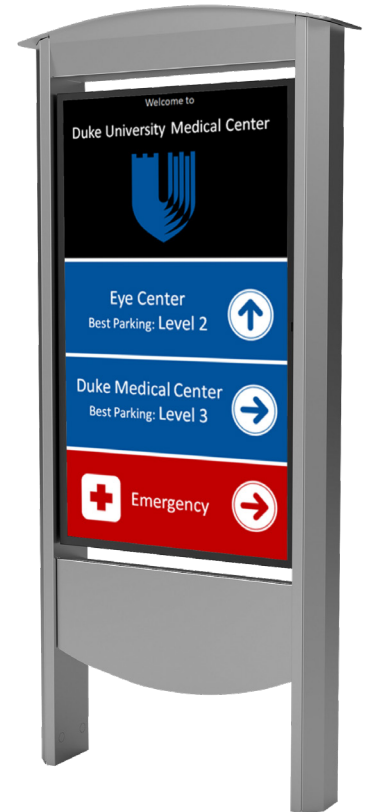 Welcome to
Duke University Medical Center
Eye Center
Best Parking: Level 2
Duke Medical Center
Best Parking: Level 3
Emergency